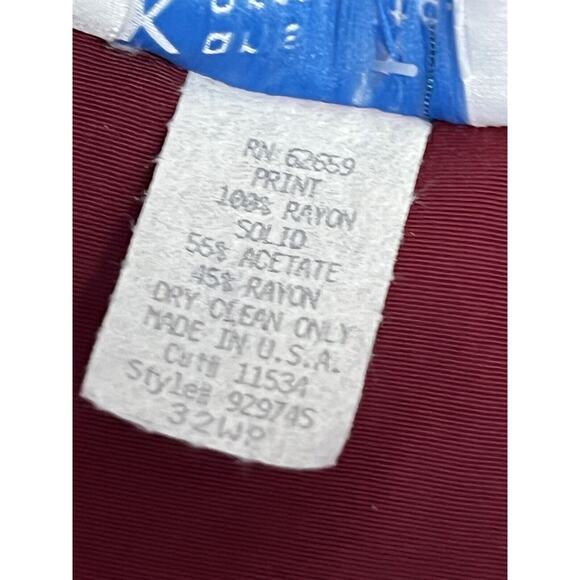 RN 62659
PRINT
100% RAYON
SOLID
55% ACETATE
45% RAYON
DRY CLEAN ONLY
MADE IN U.S.A.
Cut# 11534
Style# 92974S
32WP